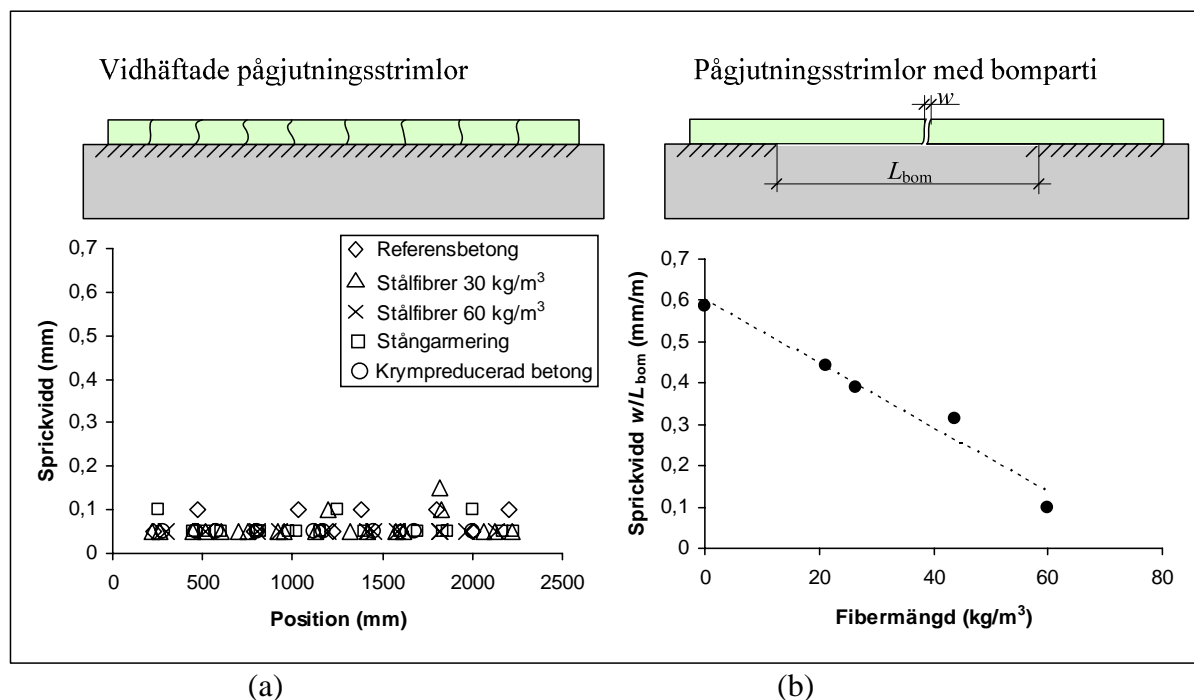 Vidhäftade pågjutningsstrimlor
Pågjutningsstrimlor med bomparti
w
L_bom
0,7
0,6
0,5
0,4
0,3
0,2
0,1
0
Sprickvidd (mm)
Referensbetong
Stålfibrer 30 kg/m³
Stålfibrer 60 kg/m³
Stångarmering
Krympreducerad betong
0 500 1000 1500 2000 2500
Position (mm)
0,7
0,6
0,5
0,4
0,3
0,2
0,1
0
Sprickvidd w/L_bom (mm/m)
0 20 40 60 80
Fibermängd (kg/m³)
(a) (b)